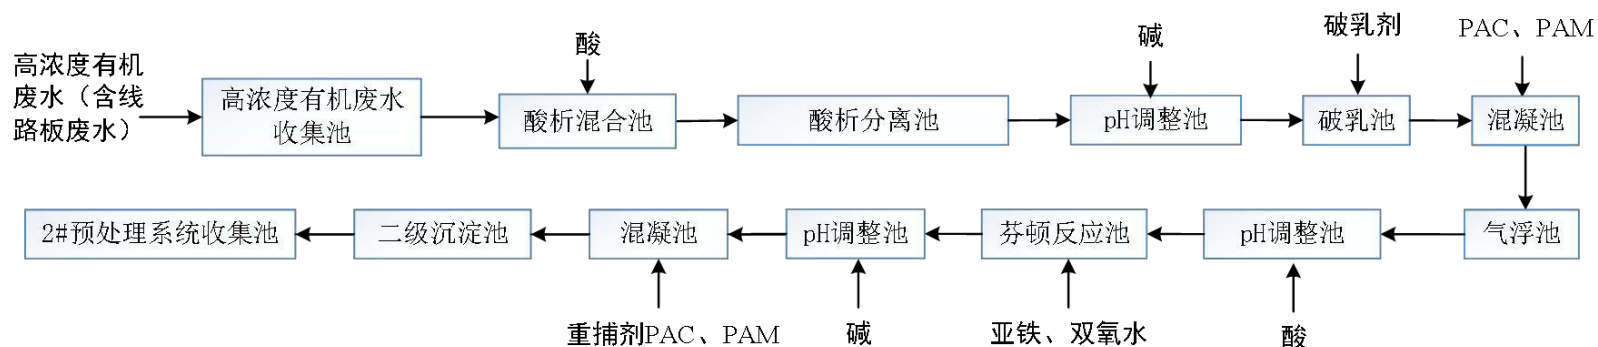 酸
碱
破乳剂
PAC、PAM
高浓度有机
废水（含线
路板废水）
高浓度有机废水
收集池
酸析混合池
酸析分离池
pH调整池
破乳池
混凝池
2#预处理系统收集池
二级沉淀池
混凝池
pH调整池
芬顿反应池
pH调整池
气浮池
重捕剂PAC、PAM
碱
亚铁、双氧水
酸